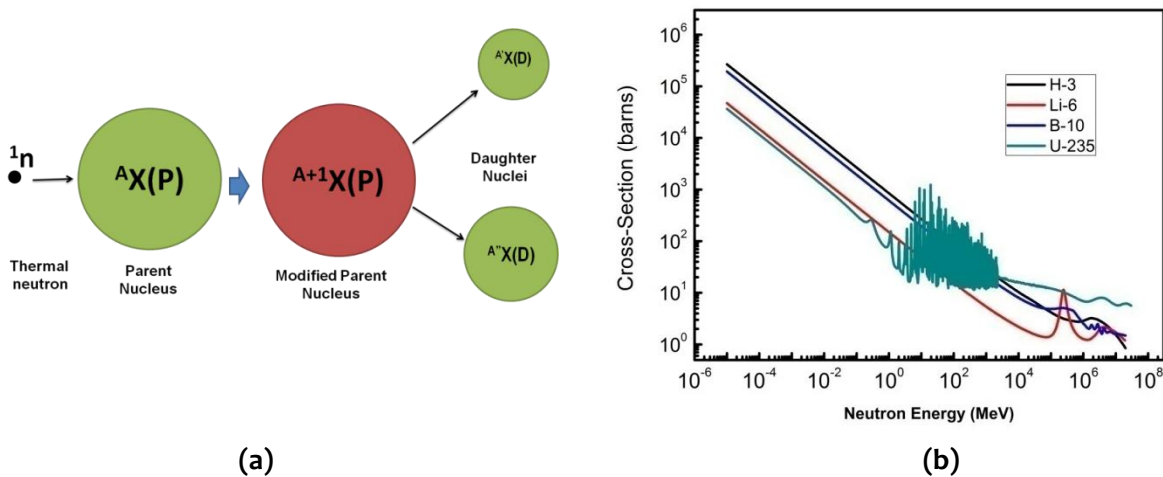 ¹n
ᴬX(P)
ᴬ⁺¹X(P)
ᴬ'X(D)
Daughter
Nuclei
ᴬ"X(D)
Thermal
neutron
Parent
Nucleus
Modified Parent
Nucleus
(a)
Cross-Section (barns)
10⁶
10⁵
10⁴
10³
10²
10¹
10⁰
H-3
Li-6
B-10
U-235
10⁻⁶ 10⁻⁴ 10⁻² 10⁰ 10² 10⁴ 10⁶ 10⁸
Neutron Energy (MeV)
(b)